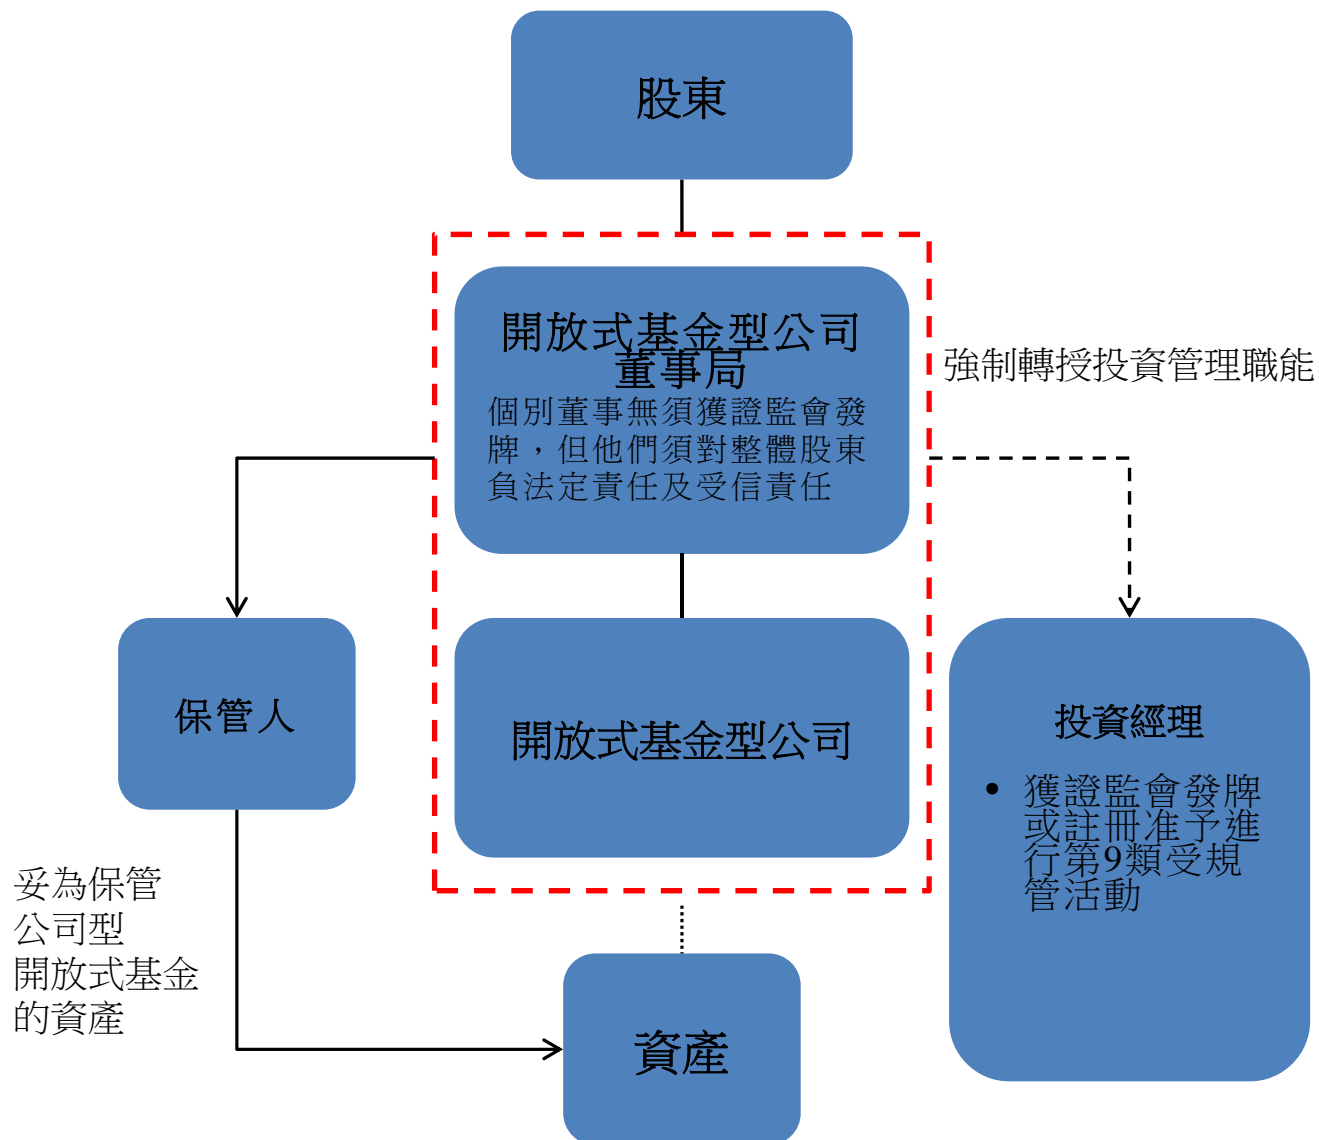 股東
開放式基金型公司
董事局
個別董事無須獲證監會發
牌，但他們須對整體股東
負法定責任及受信責任
強制轉授投資管理職能
保管人
開放式基金型公司
投資經理
• 獲證監會發牌
或註冊准予進
行第9類受規
管活動
妥為保管
公司型
開放式基金
的資產
資產